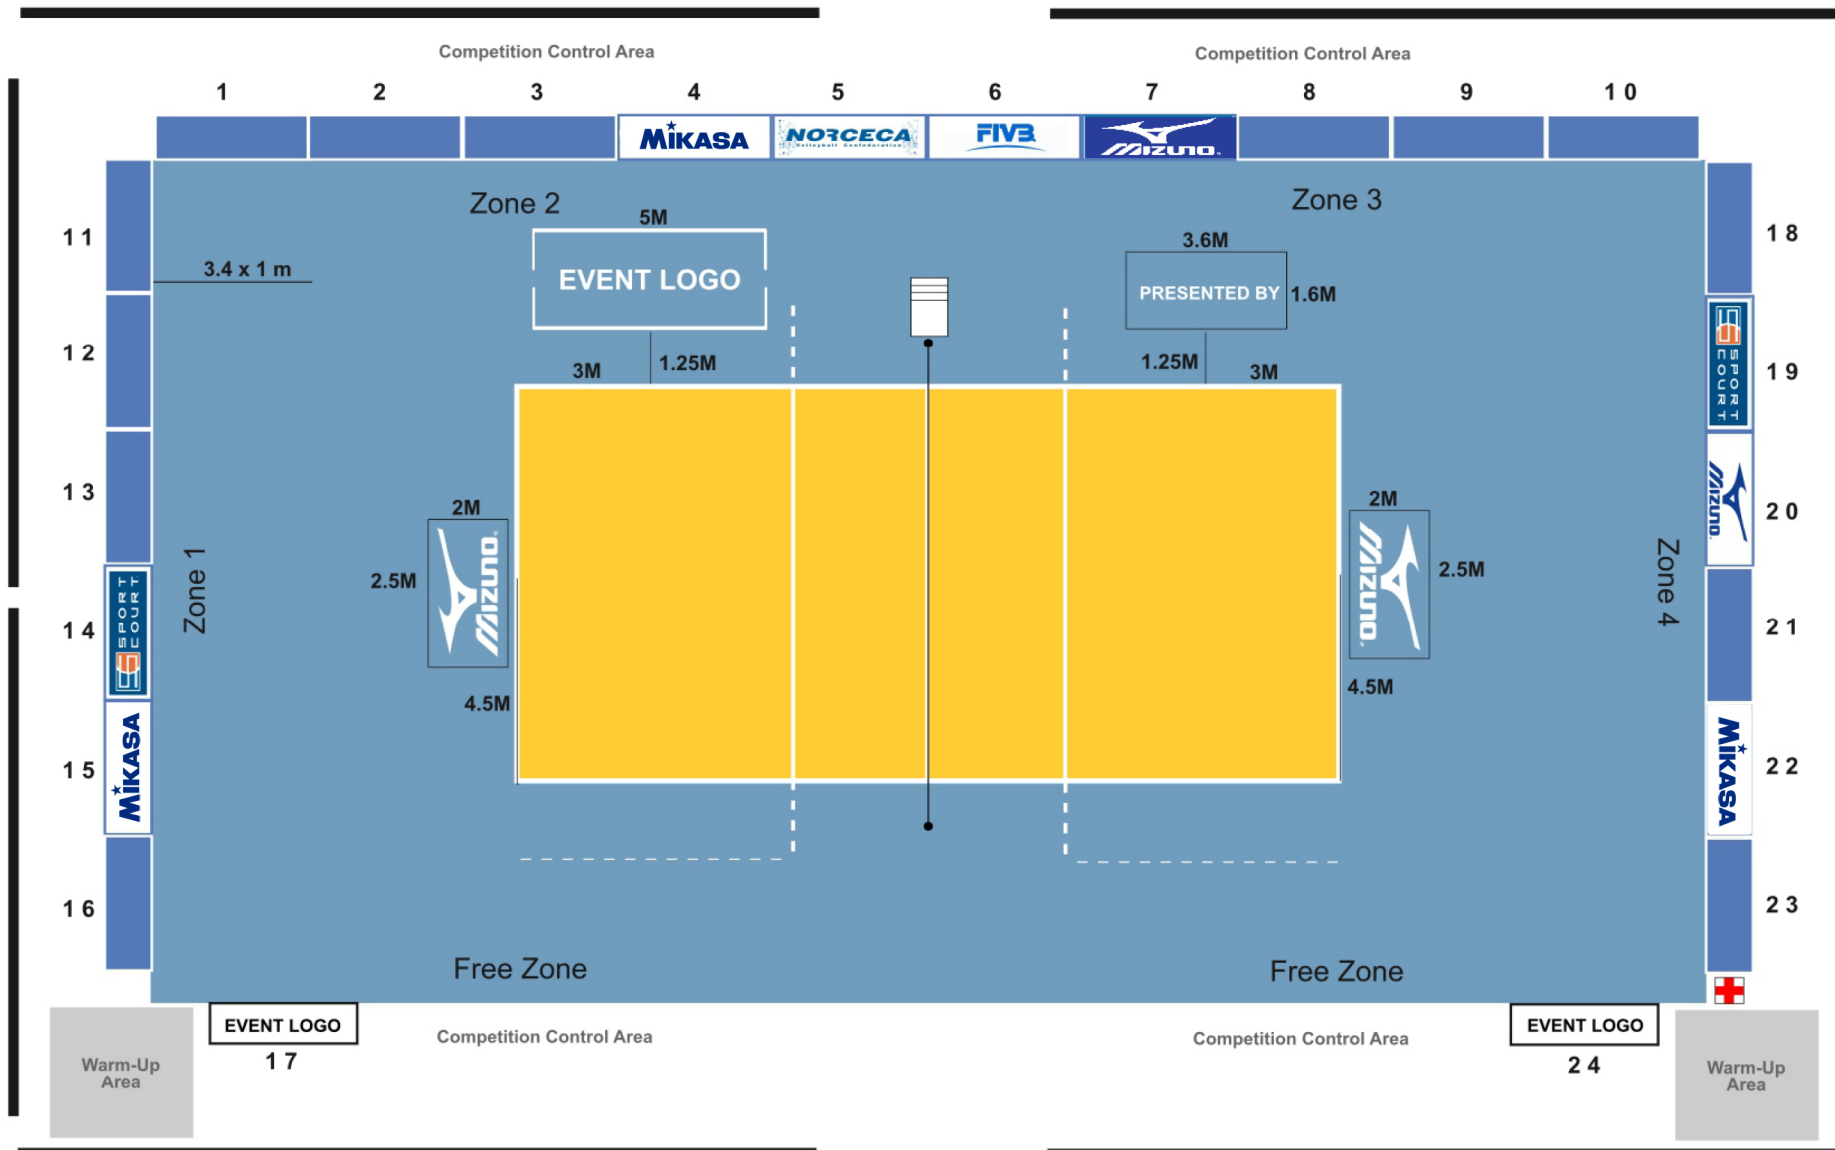 Competition Control Area
Competition Control Area
1 2 3 4 5 6 7 8 9 10
MIKASA
NORCECA
Volleyball Confederation
FIVB
MIZUNO
Zone 2
Zone 3
5M
3.6M
11
18
3.4 x 1 m
EVENT LOGO
PRESENTED BY
1.6M
12
3M
1.25M
1.25M
3M
SPORT
COURT
19
13
2M
2M
MIZUNO
20
Zone 1
2.5M
MIZUNO
MIZUNO
2.5M
Zone 4
14
SPORT
COURT
21
4.5M
4.5M
15
MIKASA
MIKASA
22
16
23
Free Zone
Free Zone
EVENT LOGO
17
Competition Control Area
Competition Control Area
EVENT LOGO
24
Warm-Up
Area
Warm-Up
Area